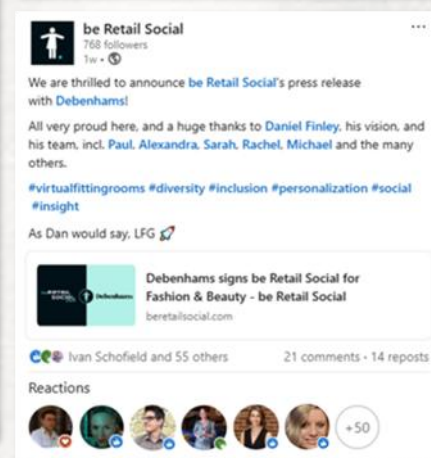 be Retail Social
768 followers
1w •
We are thrilled to announce be Retail Social's press release
with Debenhams!
All very proud here, and a huge thanks to Daniel Finley, his vision, and
his team, incl. Paul, Alexandra, Sarah, Rachel, Michael and the many
others.
#virtualfittingrooms #diversity #inclusion #personalization #social
#insight
As Dan would say, LFG
RETAIL
SOCIAL
Debenhams
Debenhams signs be Retail Social for
Fashion & Beauty - be Retail Social
beretailsocial.com
Ivan Schofield and 55 others 21 comments • 14 reposts
Reactions
+50